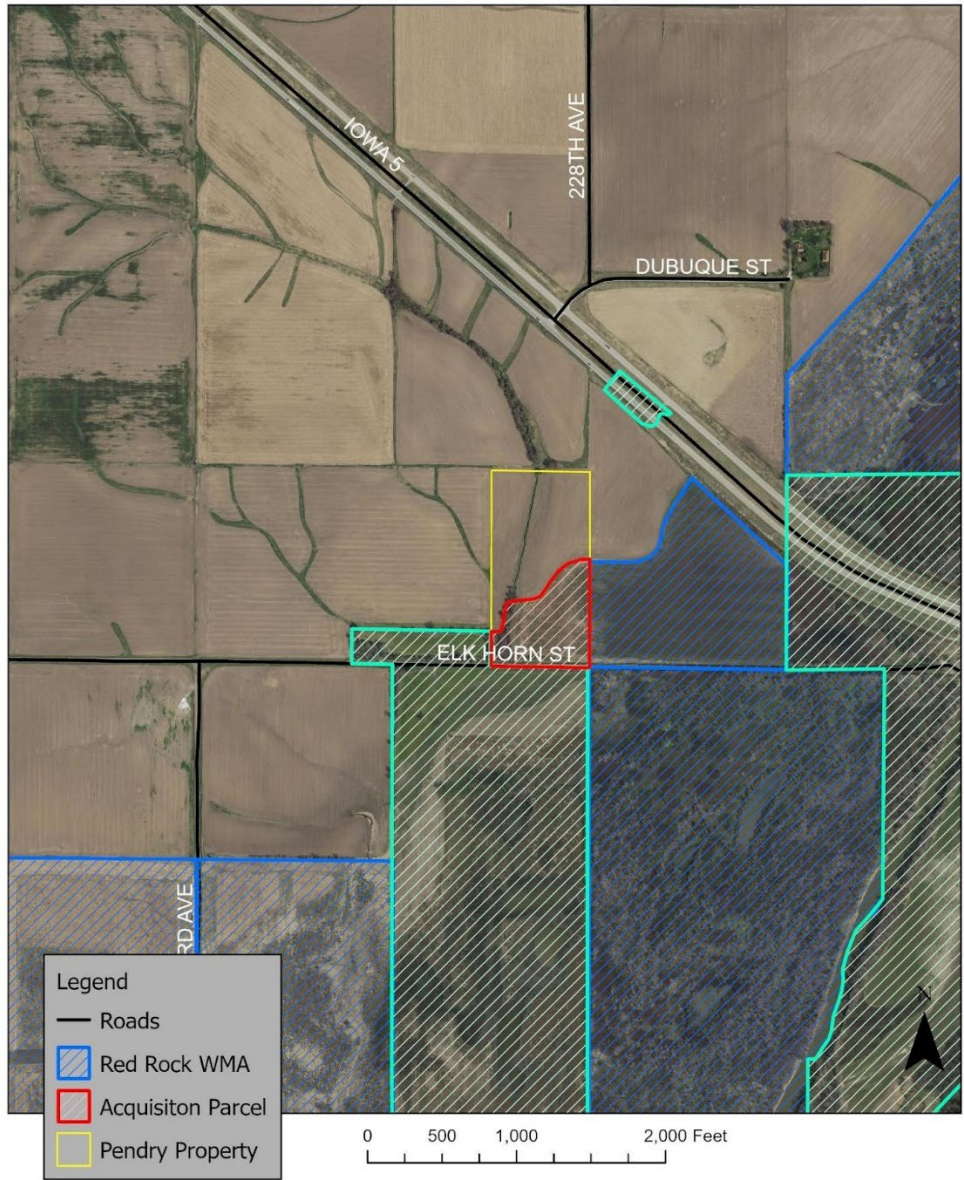 IOWA 5
228TH AVE
DUBUQUE ST
ELK HORN ST
RD AVE
Legend
Roads
Red Rock WMA
Acquisiton Parcel
Pendry Property
N
0 500 1,000 2,000 Feet